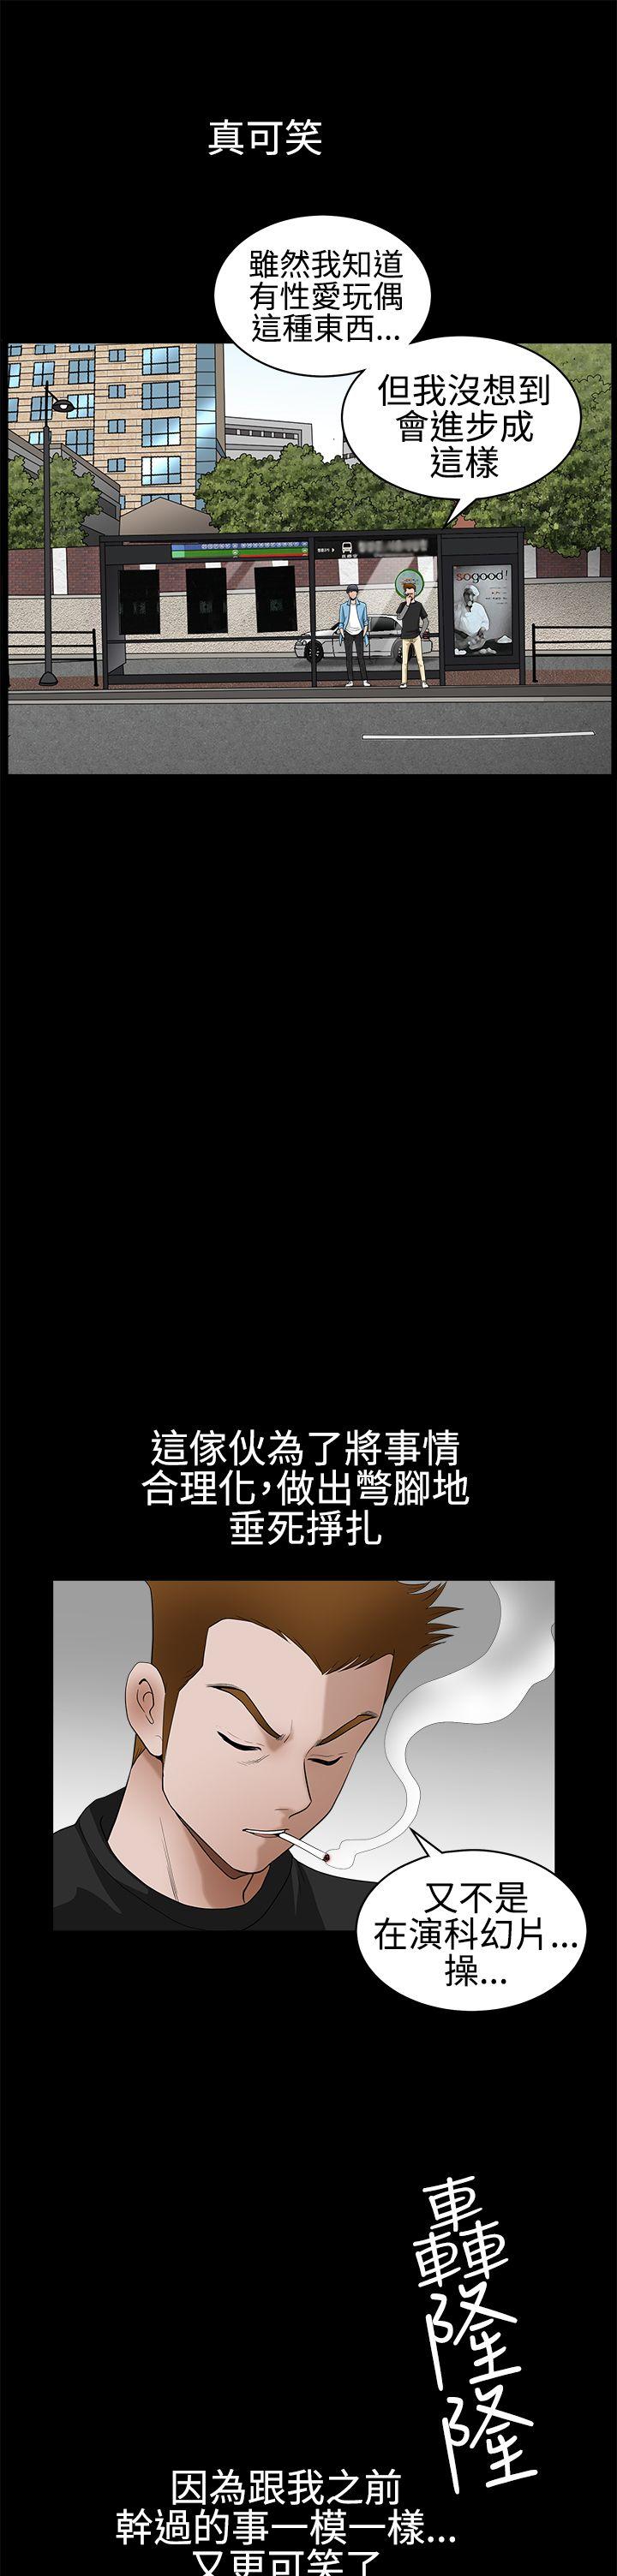 真可笑
雖然我知道
有性愛玩偶
這種東西...
但我沒想到
會進步成
這樣
sogood!
這傢伙為了將事情
合理化,做出彆腳地
垂死掙扎
又不是
在演科幻片...
操...
轟隆隆
因為跟我之前
幹過的事一模一樣...
又更可笑了